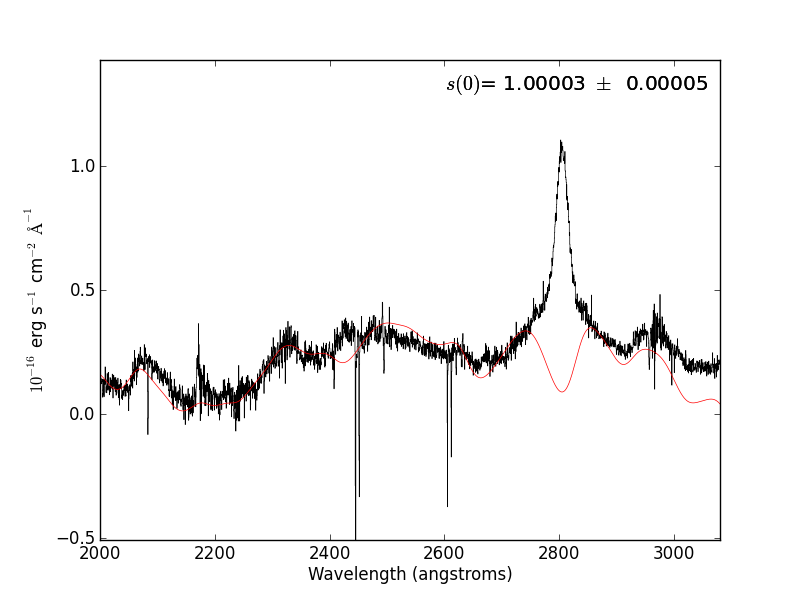 s(0)= 1.00003 ± 0.00005
1.0
0.5
0.0
−0.5
10⁻¹⁶ erg s⁻¹ cm⁻² Å⁻¹
2000 2200 2400 2600 2800 3000
Wavelength (angstroms)